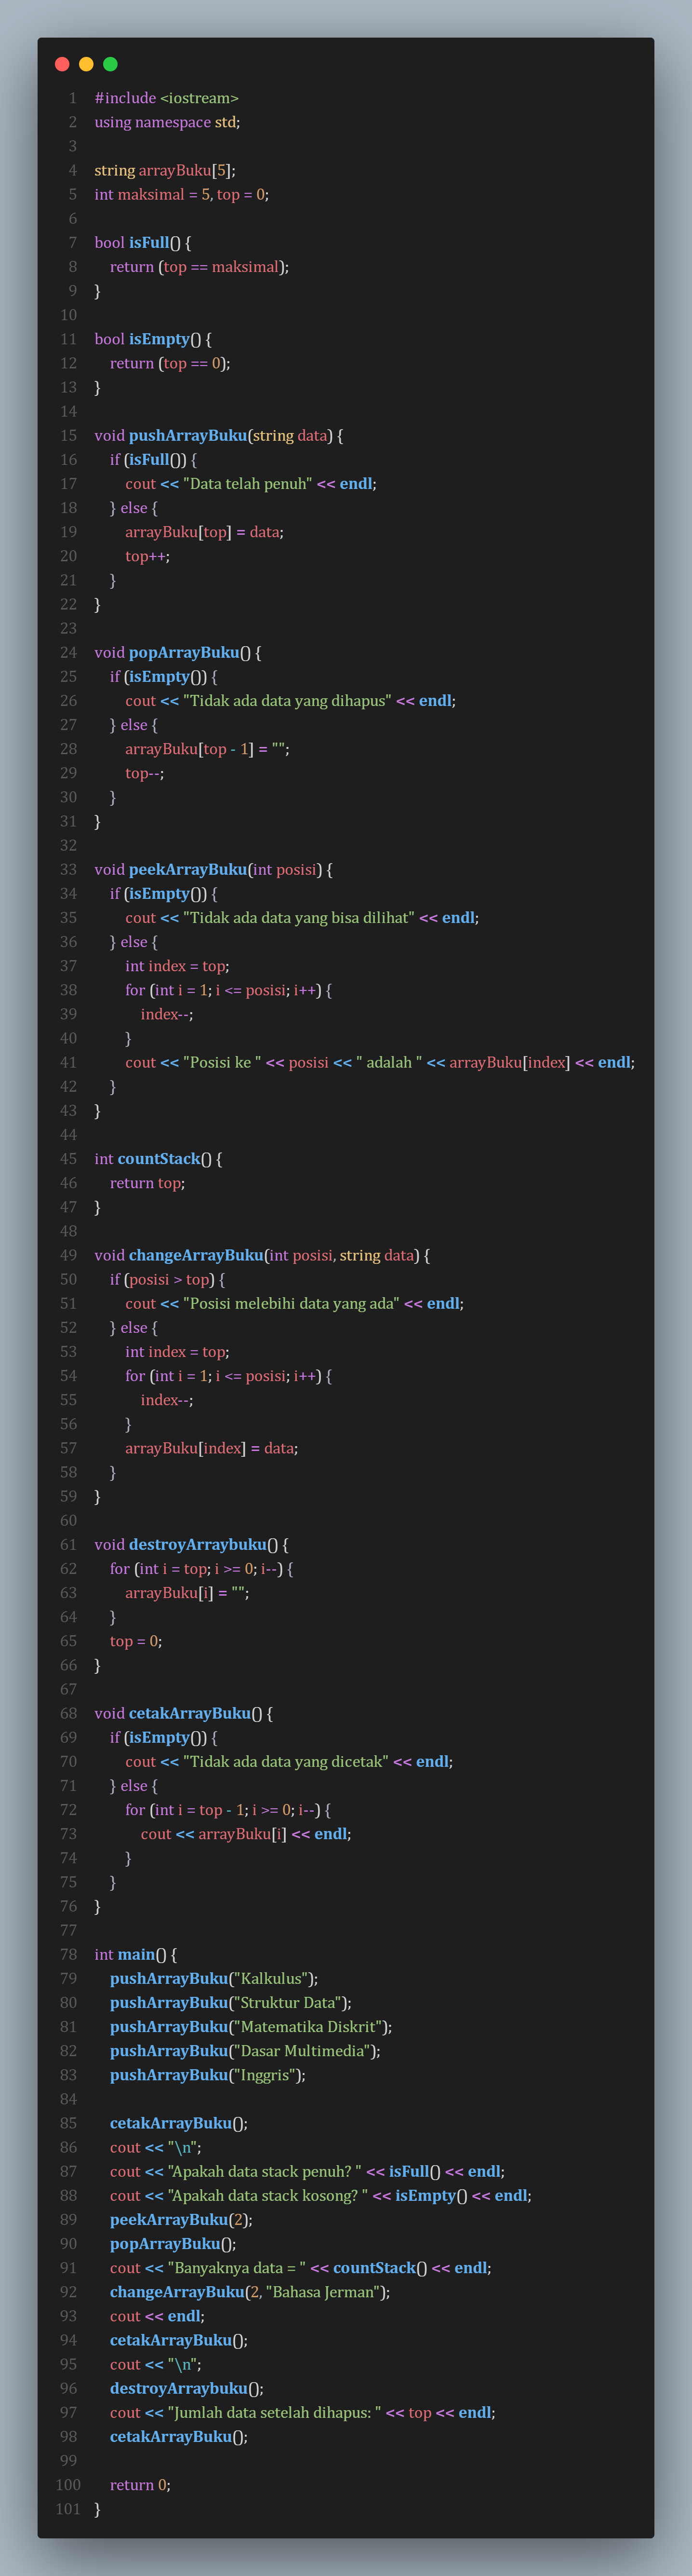 1 #include <iostream>
2 using namespace std;
3
4 string arrayBuku[5];
5 int maksimal = 5, top = 0;
6
7 bool isFull() {
8     return (top == maksimal);
9 }
10
11 bool isEmpty() {
12     return (top == 0);
13 }
14
15 void pushArrayBuku(string data) {
16     if (isFull()) {
17         cout << "Data telah penuh" << endl;
18     } else {
19         arrayBuku[top] = data;
20         top++;
21     }
22 }
23
24 void popArrayBuku() {
25     if (isEmpty()) {
26         cout << "Tidak ada data yang dihapus" << endl;
27     } else {
28         arrayBuku[top - 1] = "";
29         top--;
30     }
31 }
32
33 void peekArrayBuku(int posisi) {
34     if (isEmpty()) {
35         cout << "Tidak ada data yang bisa dilihat" << endl;
36     } else {
37         int index = top;
38         for (int i = 1; i <= posisi; i++) {
39             index--;
40         }
41         cout << "Posisi ke " << posisi << " adalah " << arrayBuku[index] << endl;
42     }
43 }
44
45 int countStack() {
46     return top;
47 }
48
49 void changeArrayBuku(int posisi, string data) {
50     if (posisi > top) {
51         cout << "Posisi melebihi data yang ada" << endl;
52     } else {
53         int index = top;
54         for (int i = 1; i <= posisi; i++) {
55             index--;
56         }
57         arrayBuku[index] = data;
58     }
59 }
60
61 void destroyArraybuku() {
62     for (int i = top; i >= 0; i--) {
63         arrayBuku[i] = "";
64     }
65     top = 0;
66 }
67
68 void cetakArrayBuku() {
69     if (isEmpty()) {
70         cout << "Tidak ada data yang dicetak" << endl;
71     } else {
72         for (int i = top - 1; i >= 0; i--) {
73             cout << arrayBuku[i] << endl;
74         }
75     }
76 }
77
78 int main() {
79     pushArrayBuku("Kalkulus");
80     pushArrayBuku("Struktur Data");
81     pushArrayBuku("Matematika Diskrit");
82     pushArrayBuku("Dasar Multimedia");
83     pushArrayBuku("Inggris");
84
85     cetakArrayBuku();
86     cout << "\n";
87     cout << "Apakah data stack penuh? " << isFull() << endl;
88     cout << "Apakah data stack kosong? " << isEmpty() << endl;
89     peekArrayBuku(2);
90     popArrayBuku();
91     cout << "Banyaknya data = " << countStack() << endl;
92     changeArrayBuku(2, "Bahasa Jerman");
93     cout << endl;
94     cetakArrayBuku();
95     cout << "\n";
96     destroyArraybuku();
97     cout << "Jumlah data setelah dihapus: " << top << endl;
98     cetakArrayBuku();
99
100     return 0;
101 }